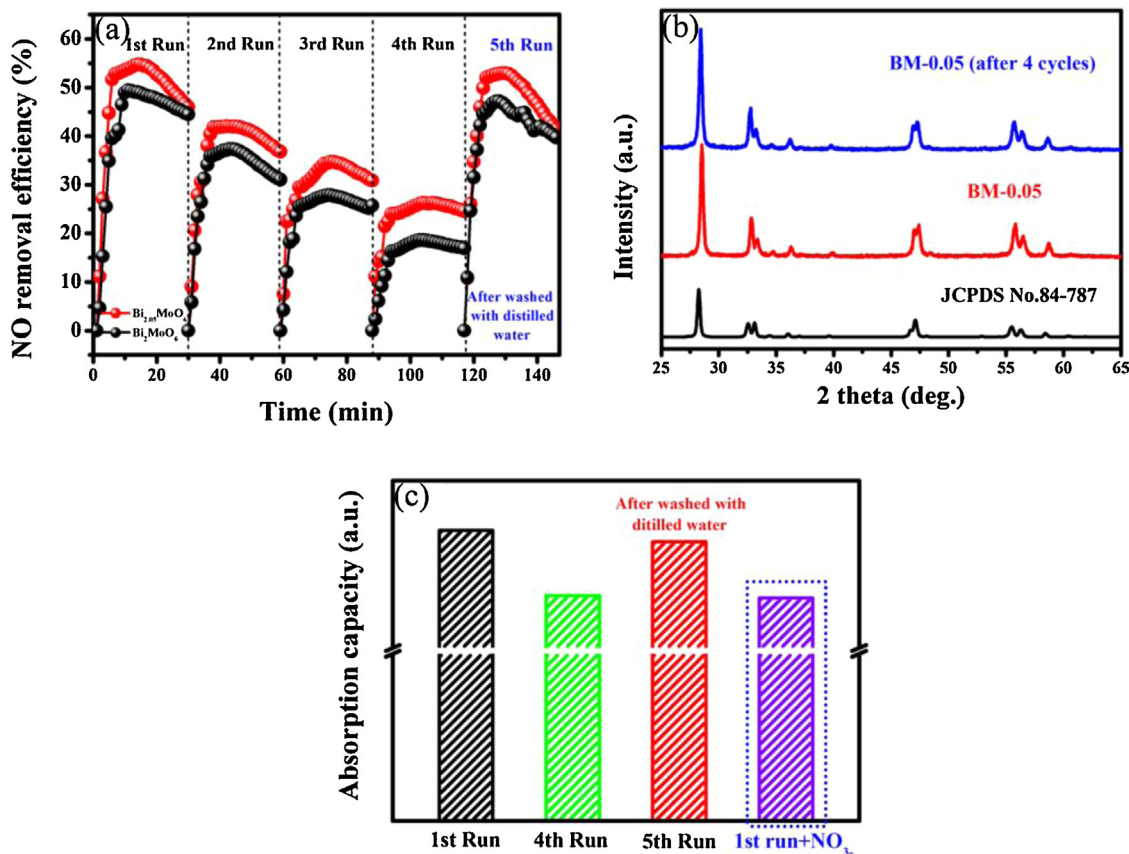 (a)
NO removal efficiency (%)
60
50
40
30
20
10
0
1st Run
2nd Run
3rd Run
4th Run
5th Run
Bi2.05MoO6
Bi2MoO6
After washed
with distilled
water
0 20 40 60 80 100 120 140
Time (min)
(b)
Intensity (a.u.)
BM-0.05 (after 4 cycles)
BM-0.05
JCPDS No.84-787
25 30 35 40 45 50 55 60 65
2 theta (deg.)
(c)
Absorption capacity (a.u.)
After washed with
ditilled water
1st Run
4th Run
5th Run
1st run+NO3-